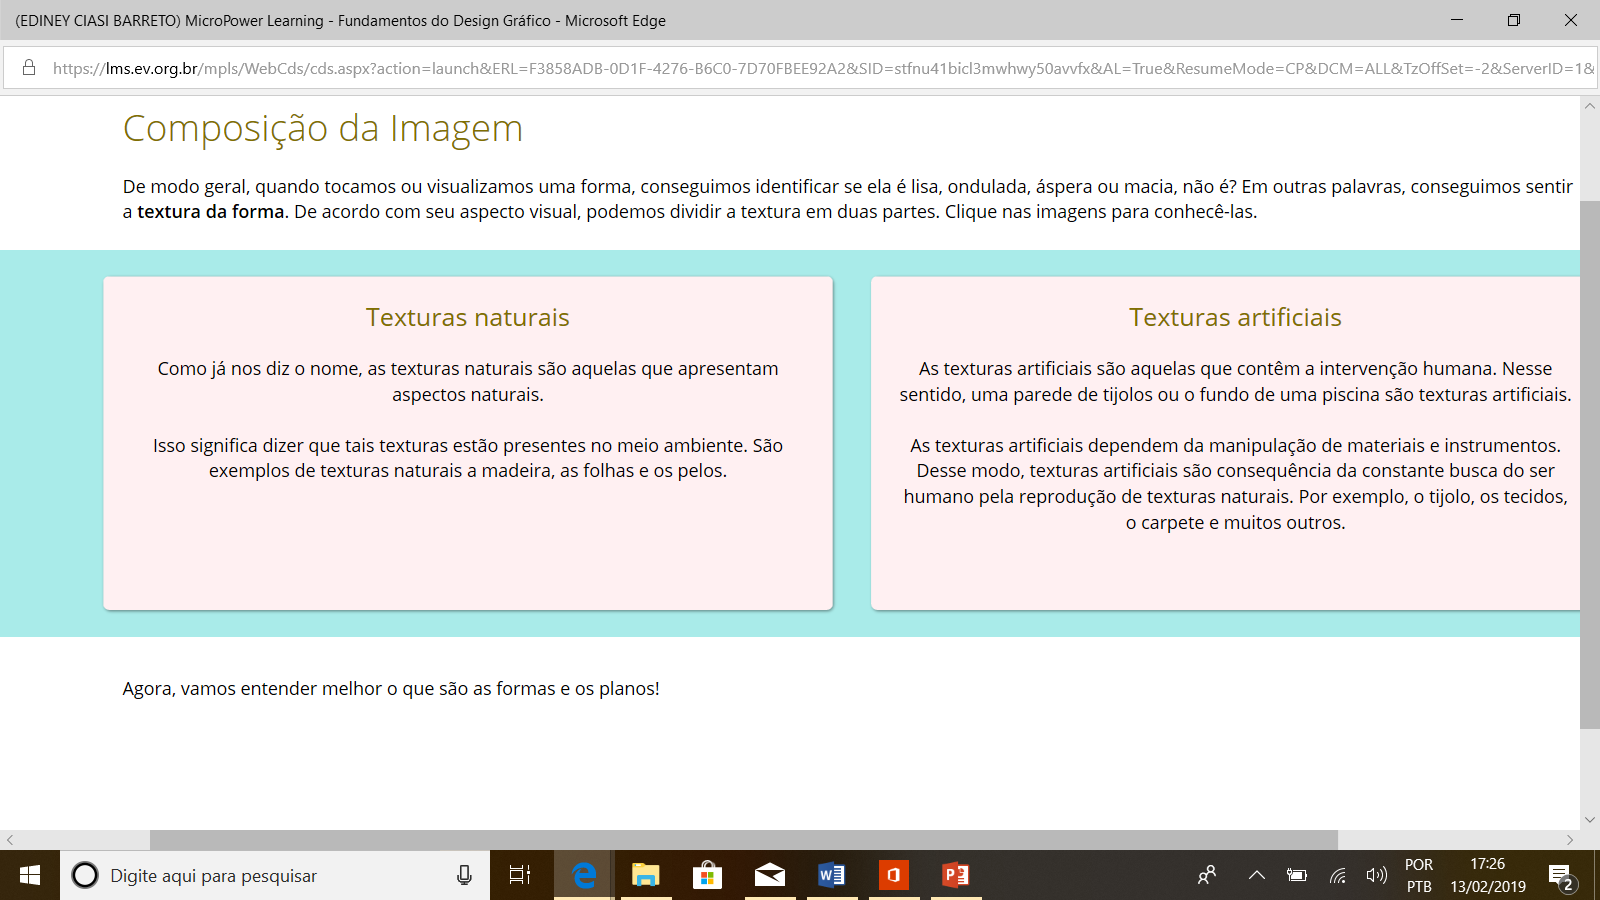 (EDINEY CIASI BARRETO) MicroPower Learning - Fundamentos do Design Gráfico - Microsoft Edge
https://lms.ev.org.br/mpls/WebCds/cds.aspx?action=launch&ERL=F3858ADB-0D1F-4276-B6C0-7D70FBEE92A2&SID=stfnu41bicl3mwhwy50avvfx&AL=True&ResumeMode=CP&DCM=ALL&TzOffSet=-2&ServerID=1&
Composição da Imagem
De modo geral, quando tocamos ou visualizamos uma forma, conseguimos identificar se ela é lisa, ondulada, áspera ou macia, não é? Em outras palavras, conseguimos sentir
a textura da forma. De acordo com seu aspecto visual, podemos dividir a textura em duas partes. Clique nas imagens para conhecê-las.
Texturas naturais
Como já nos diz o nome, as texturas naturais são aquelas que apresentam
aspectos naturais.
Isso significa dizer que tais texturas estão presentes no meio ambiente. São
exemplos de texturas naturais a madeira, as folhas e os pelos.
Texturas artificiais
As texturas artificiais são aquelas que contêm a intervenção humana. Nesse
sentido, uma parede de tijolos ou o fundo de uma piscina são texturas artificiais.
As texturas artificiais dependem da manipulação de materiais e instrumentos.
Desse modo, texturas artificiais são consequência da constante busca do ser
humano pela reprodução de texturas naturais. Por exemplo, o tijolo, os tecidos,
o carpete e muitos outros.
Agora, vamos entender melhor o que são as formas e os planos!
Digite aqui para pesquisar
POR
PTB
17:26
13/02/2019
2